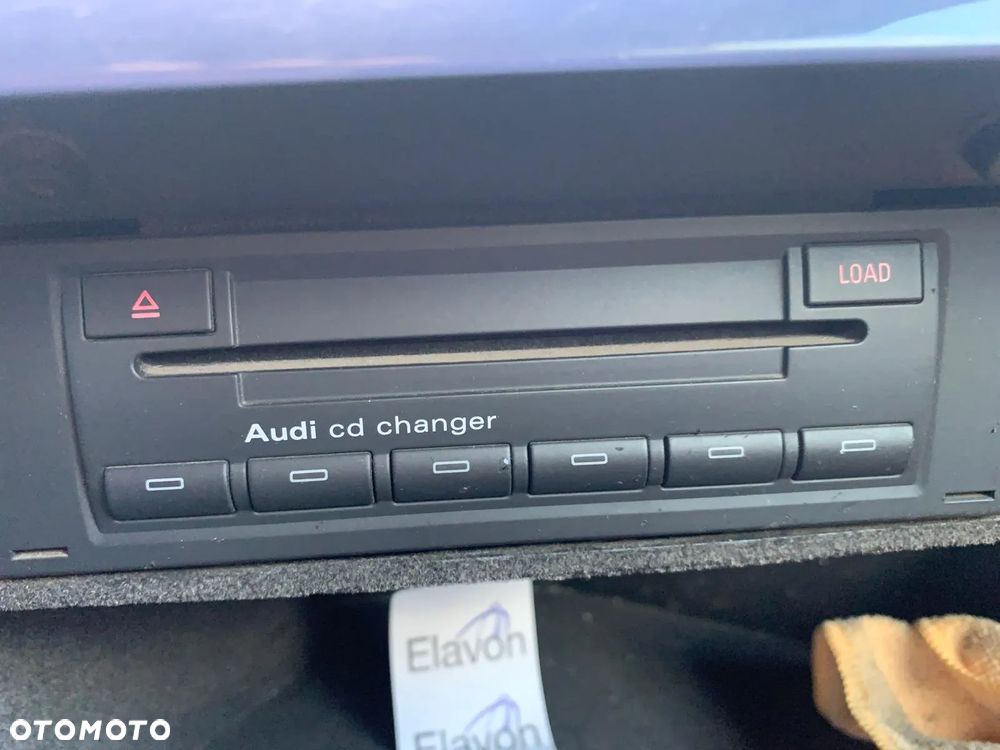 LOAD
Audi cd changer
Elavon
Elavon
OTOMOTO